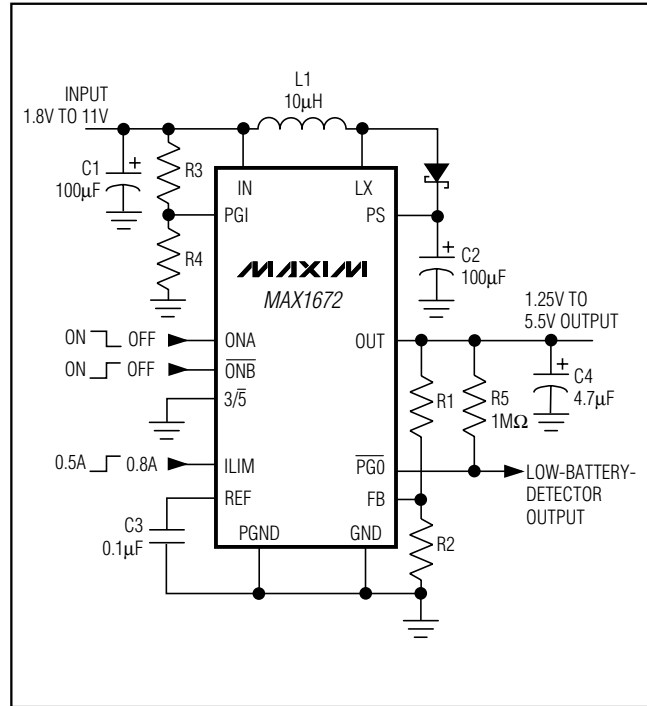 L1
10µH
INPUT
1.8V TO 11V
C1
100µF
+
R3
R4
IN
LX
PGI
PS
+
C2
100µF
MAXIM
MAX1672
1.25V TO
5.5V OUTPUT
ON OFF
ONA
OUT
ON OFF
ONB
3/5
R1
R5
1MΩ
+
C4
4.7µF
0.5A 0.8A
ILIM
PG0
LOW-BATTERY-
DETECTOR
OUTPUT
REF
FB
C3
0.1µF
PGND
GND
R2